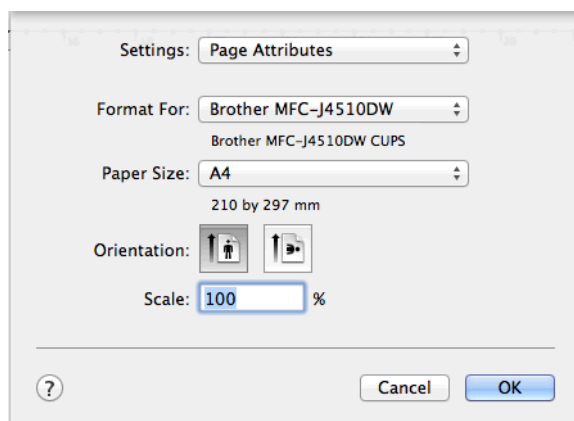 Settings: Page Attributes
Format For: Brother MFC-J4510DW
Brother MFC-J4510DW CUPS
Paper Size: A4
210 by 297 mm
Orientation:
Scale: 100 %
? Cancel OK